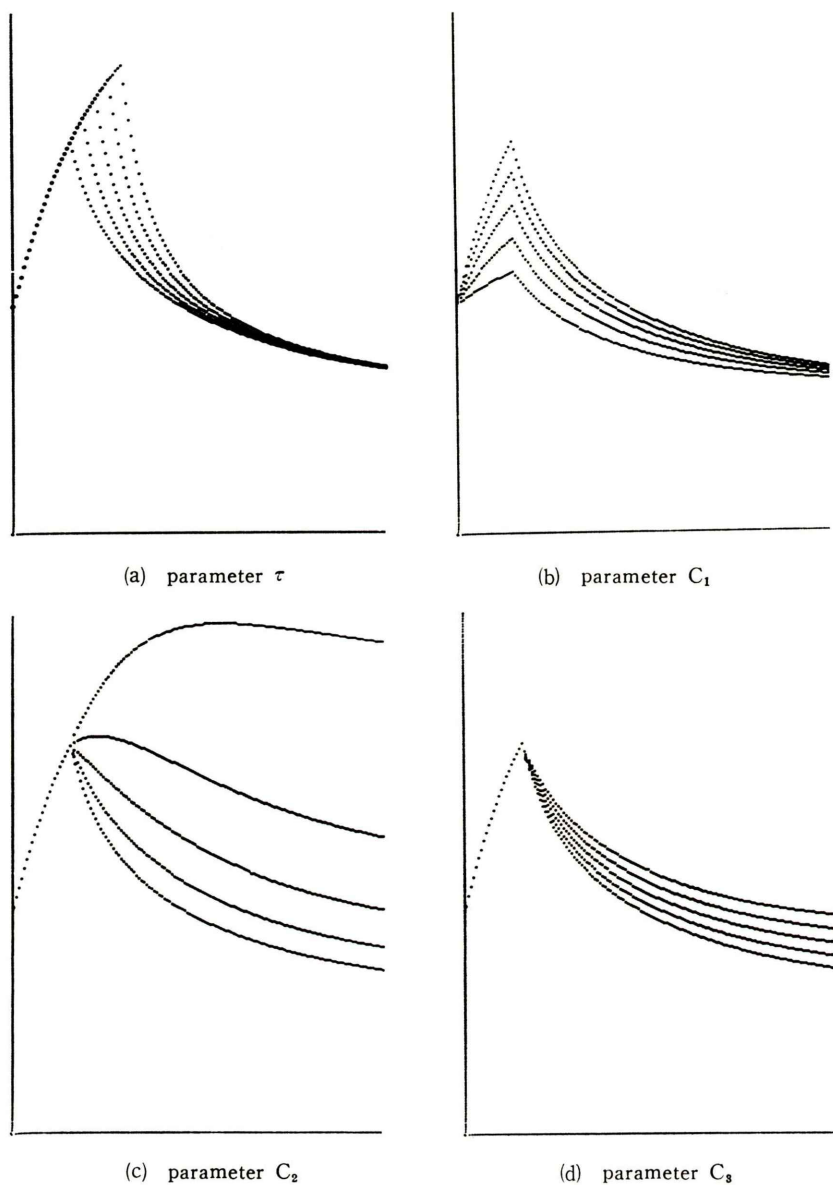 (a) parameter τ
(b) parameter C₁
(c) parameter C₂
(d) parameter C₃